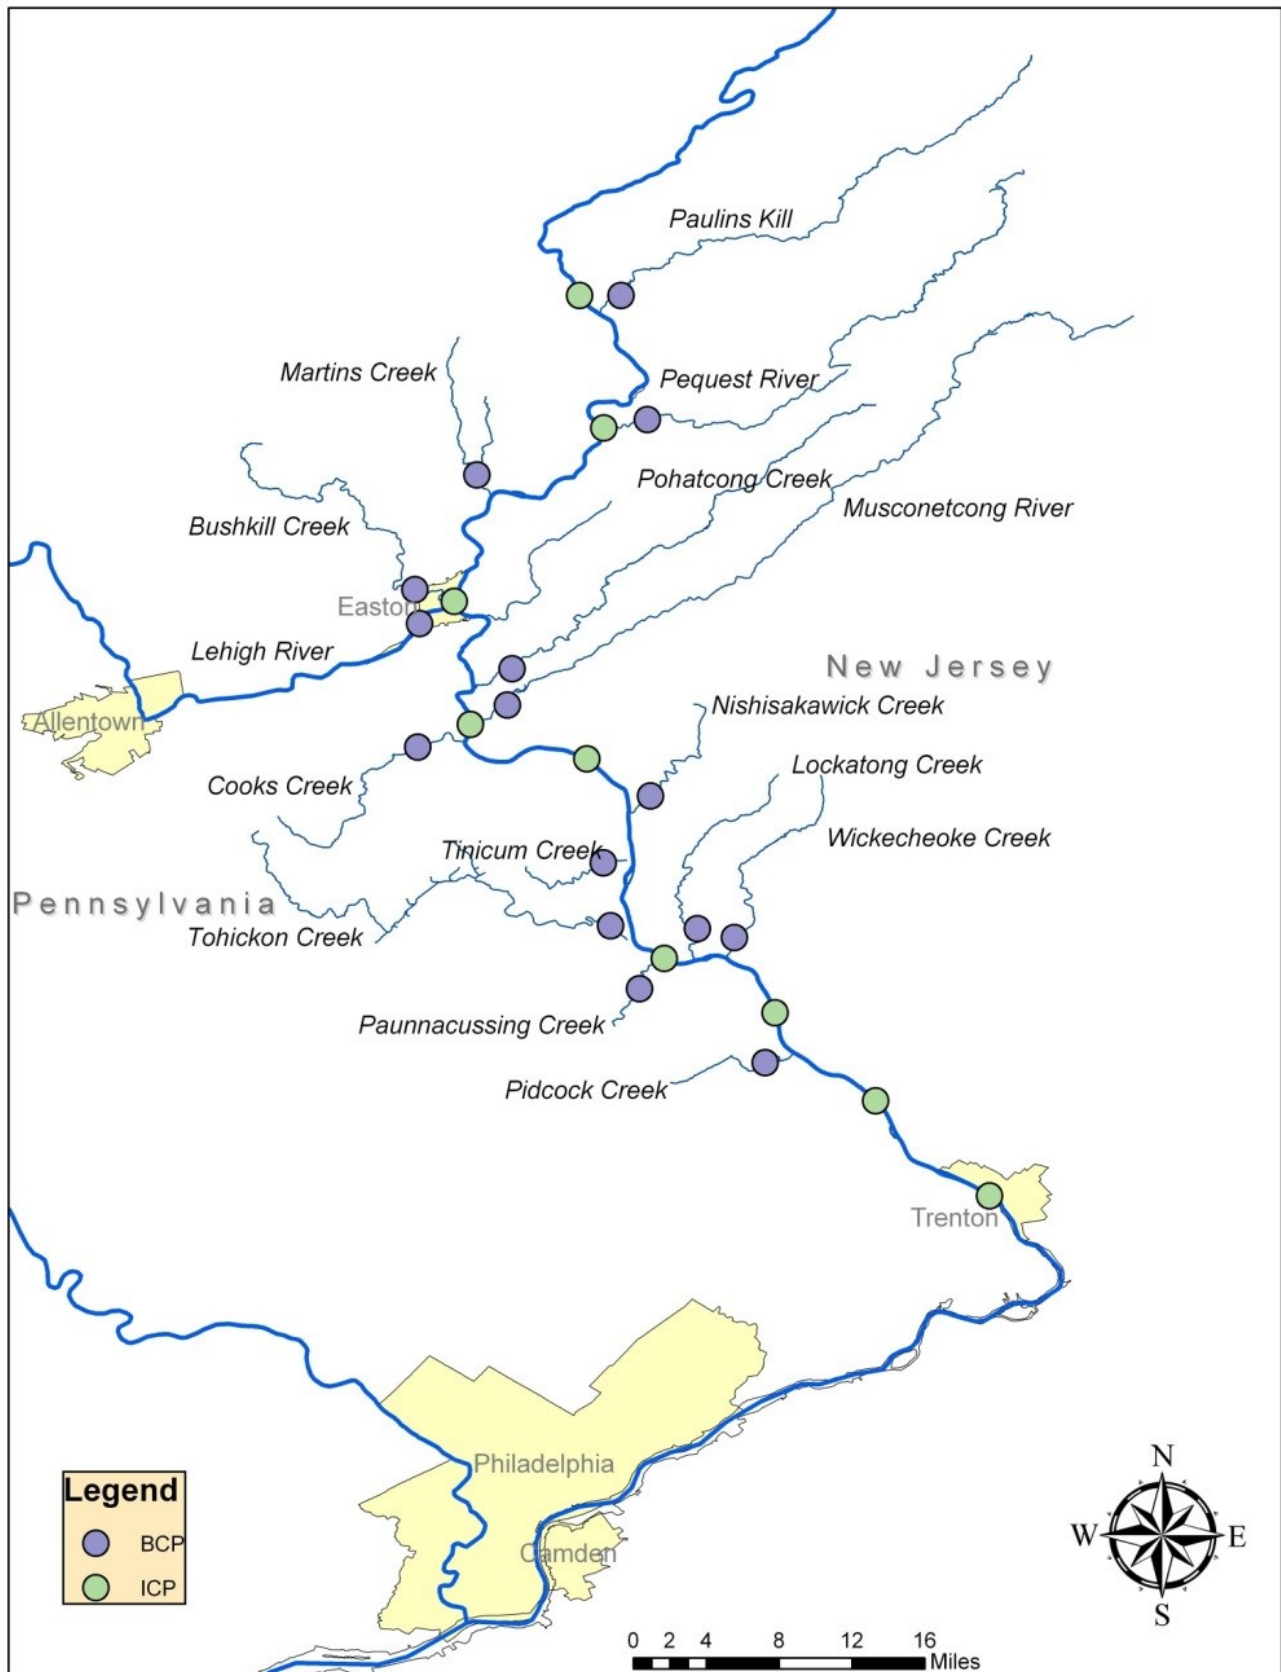 Paulins Kill
Martins Creek
Pequest River
Pohatcong Creek
Musconetcong River
Bushkill Creek
Easton
Lehigh River
New Jersey
Nishisakawick Creek
Allentown
Lockatong Creek
Cooks Creek
Wickecheoke Creek
Tinicum Creek
Pennsylvania
Tohickon Creek
Paunnacussing Creek
Pidcock Creek
Trenton
Philadelphia
Camden
Legend
BCP
ICP
N
W E
S
0 2 4 8 12 16
Miles